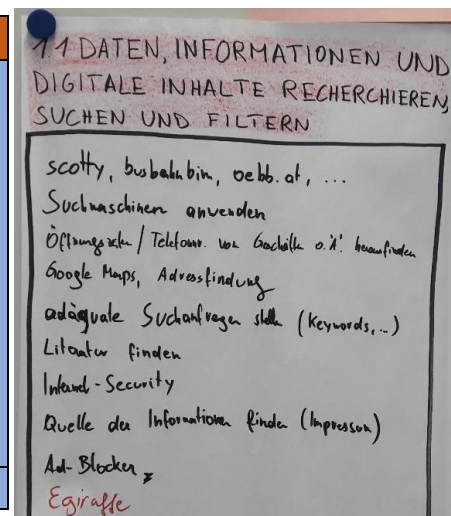 1.1 DATEN, INFORMATIONEN UND
DIGITALE INHALTE RECHERCHIEREN,
SUCHEN UND FILTERN
scotty, busbahnbim, oebb.at, ...
Suchmaschinen anwenden
Öffnungszeiten / Telefonnr. von Geschäften o.Ä. herausfinden
Google Maps, Adressfindung
adäquate Suchanfragen stellen (Keywords, ...)
Literatur finden
Internet-Security
Quelle der Informationen finden (Impressum)
Ad-Blocker
Egiraffe